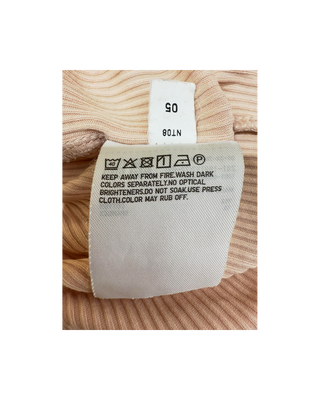 05
NT08
40 P
KEEP AWAY FROM FIRE.WASH DARK
COLORS SEPARATELY.NO OPTICAL
BRIGHTENERS.DO NOT SOAK.USE PRESS
CLOTH.COLOR MAY RUB OFF.